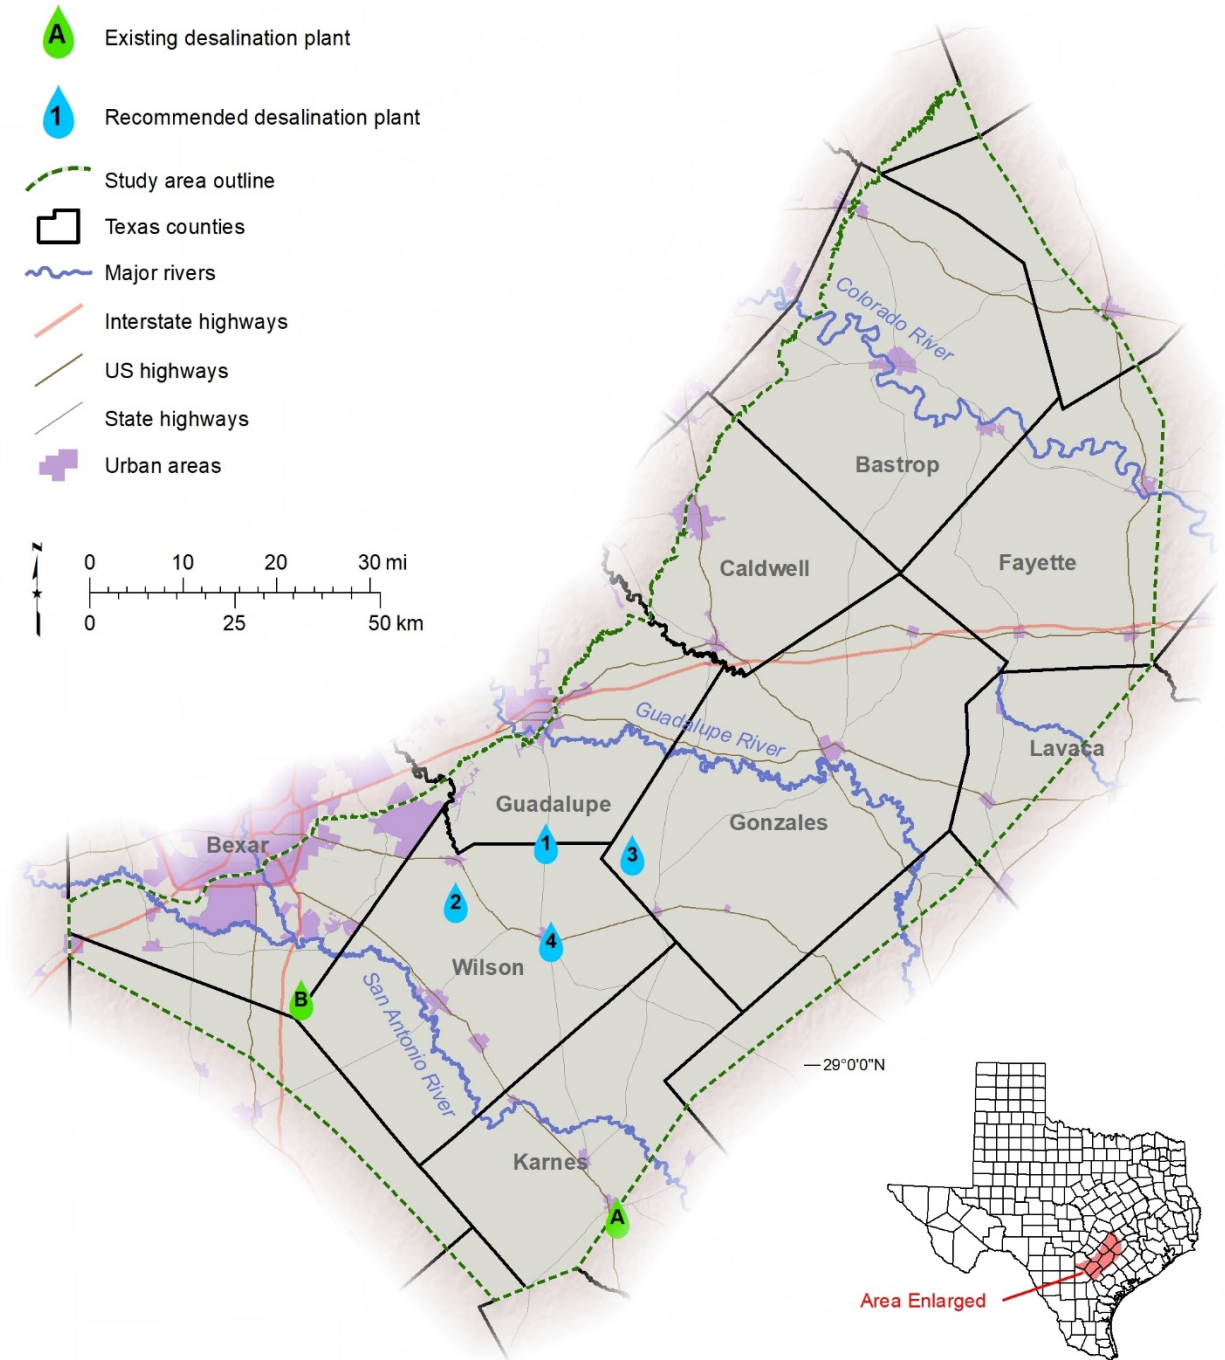 A
Existing desalination plant
1
Recommended desalination plant
Study area outline
Texas counties
Major rivers
Interstate highways
US highways
State highways
Urban areas
N
0 10 20 30 mi
0 25 50 km
Colorado River
Bastrop
Caldwell
Fayette
Guadalupe River
Lavaca
Guadalupe
Gonzales
Bexar
1
3
2
4
Wilson
B
San Antonio River
29°0'0"N
Karnes
A
Area Enlarged